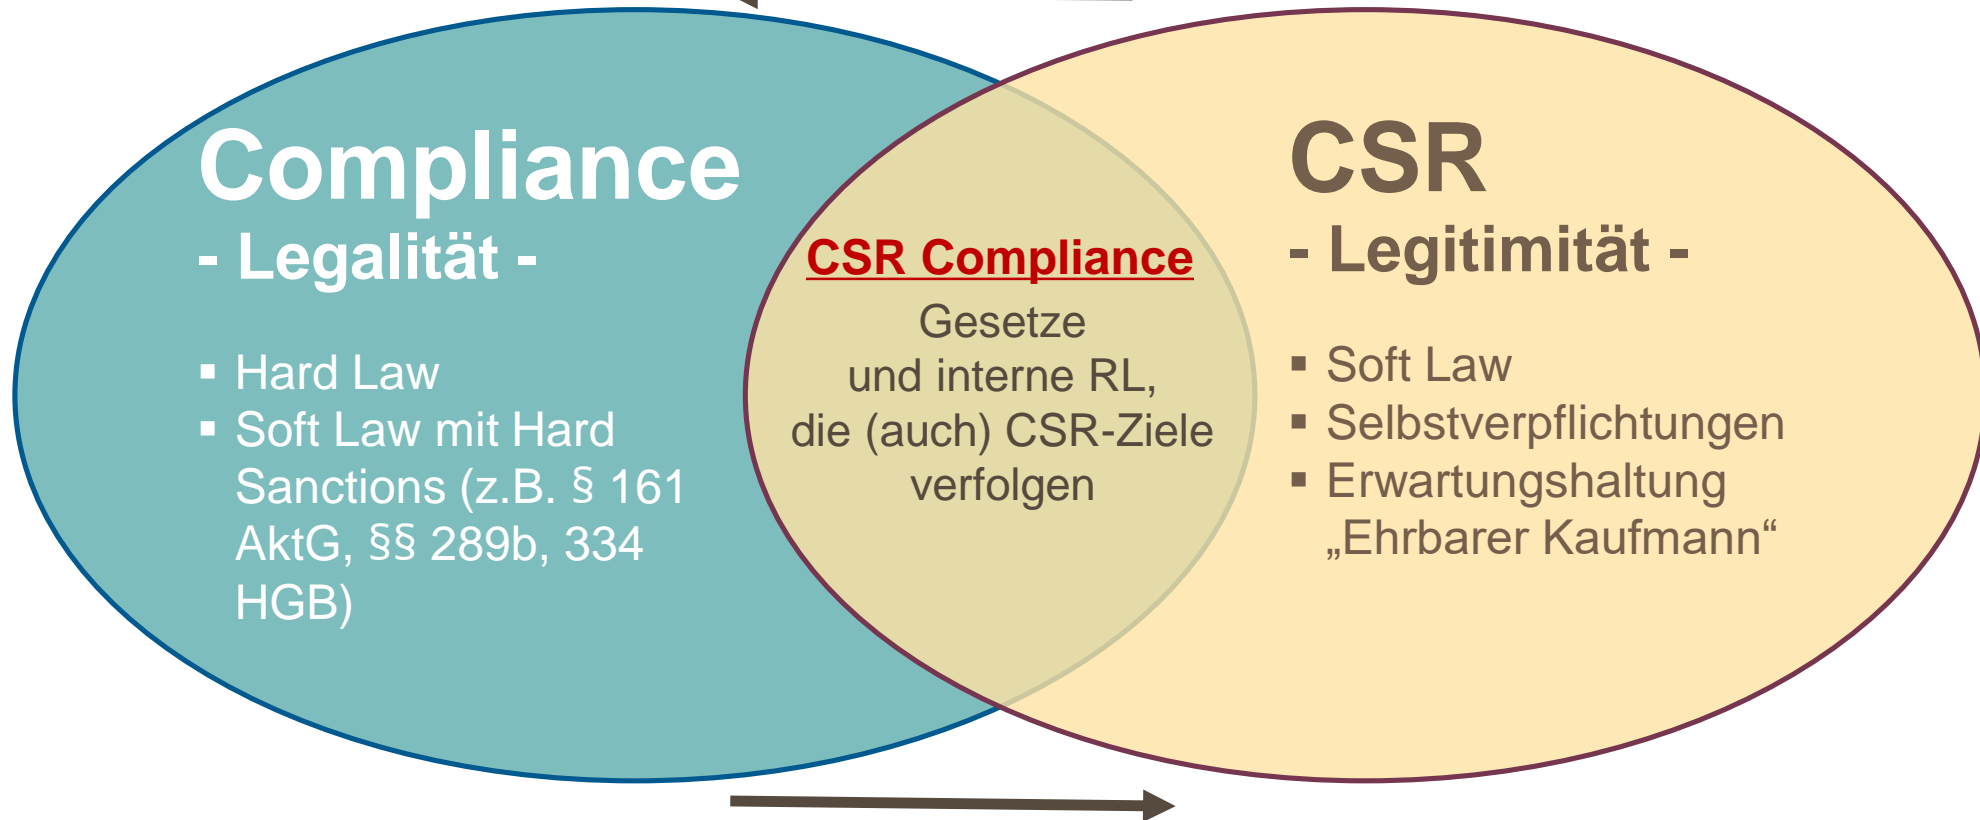 Compliance
- Legalität -
▪ Hard Law
▪ Soft Law mit Hard
Sanctions (z.B. § 161
AktG, §§ 289b, 334
HGB)
CSR Compliance
Gesetze
und interne RL,
die (auch) CSR-Ziele
verfolgen
CSR
- Legitimität -
▪ Soft Law
▪ Selbstverpflichtungen
▪ Erwartungshaltung
„Ehrbarer Kaufmann“